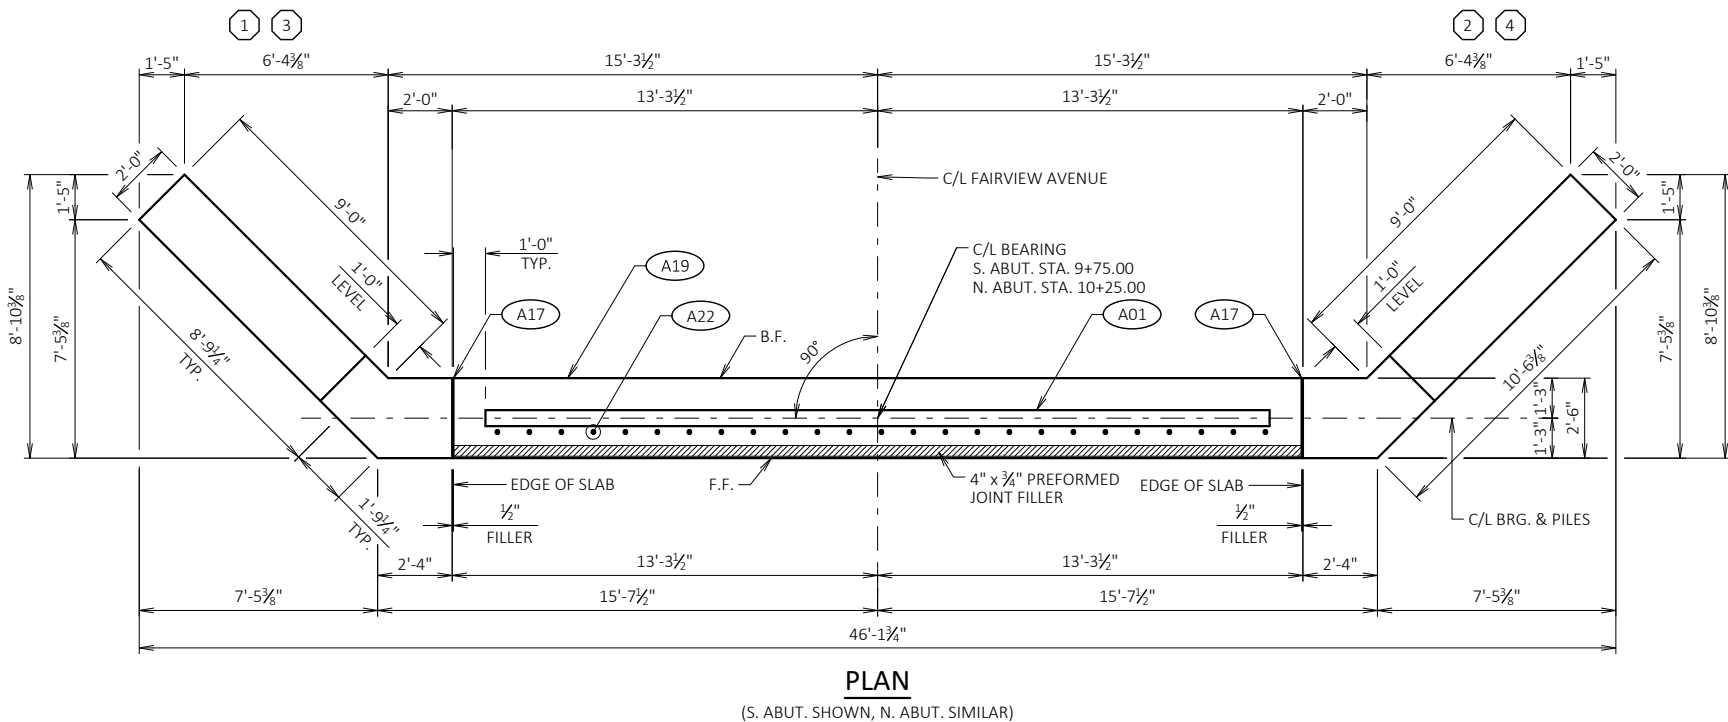 1 3
2 4
1'-5" 6'-4⅜" 15'-3½" 15'-3½" 6'-4⅜" 1'-5"
2'-0" 13'-3½" 13'-3½" 2'-0"
2'-0"
9'-0"
1'-5"
8'-10⅜"
7'-5⅜"
1'-0"
LEVEL
8'-9¼"
TYP.
1'-9¼"
TYP.
1'-0"
TYP.
A19
A17
A22
B.F.
C/L FAIRVIEW AVENUE
90°
C/L BEARING
S. ABUT. STA. 9+75.00
N. ABUT. STA. 10+25.00
A01
A17
9'-0"
2'-0"
1'-0"
LEVEL
1'-5"
7'-5⅜"
8'-10⅜"
10'-6⅜"
1'-3"
1'-3"
2'-6"
EDGE OF SLAB
F.F.
4" x ¾" PREFORMED
JOINT FILLER
EDGE OF SLAB
½"
FILLER
½"
FILLER
C/L BRG. & PILES
2'-4" 13'-3½" 13'-3½" 2'-4"
7'-5⅜" 15'-7½" 15'-7½" 7'-5⅜"
46'-1¾"
PLAN
(S. ABUT. SHOWN, N. ABUT. SIMILAR)